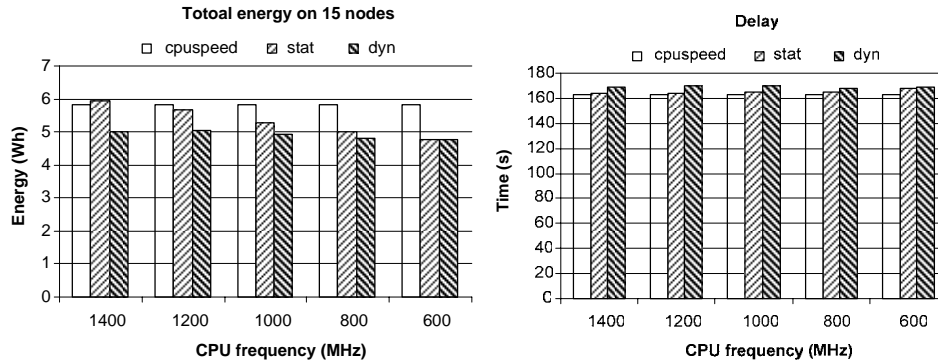 Totoal energy on 15 nodes
cpuspeed stat dyn
7
6
5
4
3
2
1
0
Energy (Wh)
1400 1200 1000 800 600
CPU frequency (MHz)
Delay
cpuspeed stat dyn
180
160
140
120
100
80
60
40
20
0
Time (s)
1400 1200 1000 800 600
CPU frequency (MHz)